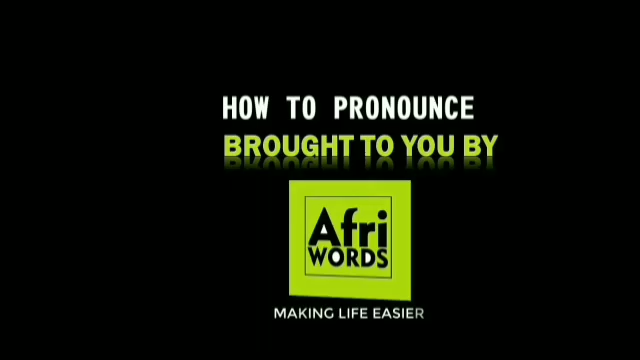 HOW TO PRONOUNCE
BROUGHT TO YOU BY
Afri
WORDS
MAKING LIFE EASIER